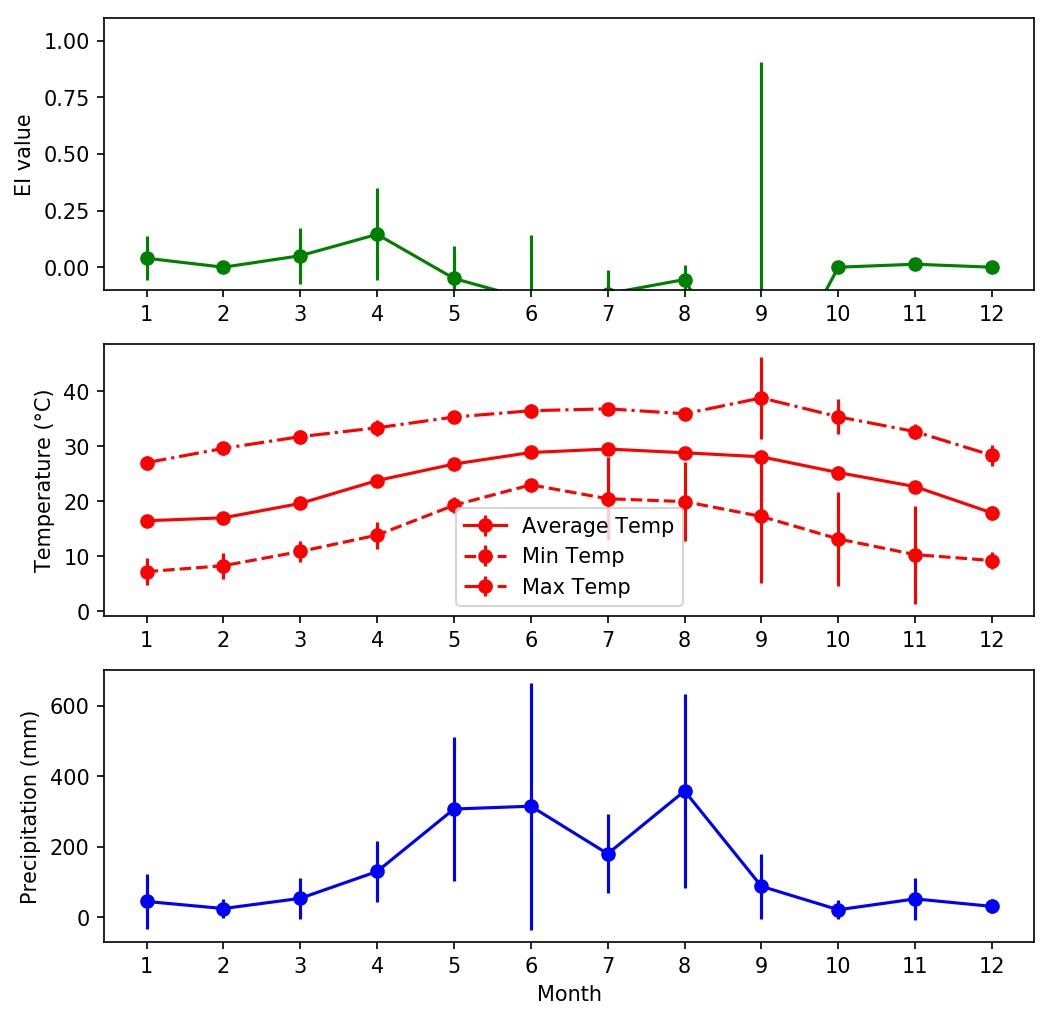 EI value
1.00
0.75
0.50
0.25
0.00
1 2 3 4 5 6 7 8 9 10 11 12
Temperature (°C)
40
30
20
10
0
Average Temp
Min Temp
Max Temp
1 2 3 4 5 6 7 8 9 10 11 12
Precipitation (mm)
600
400
200
0
1 2 3 4 5 6 7 8 9 10 11 12
Month